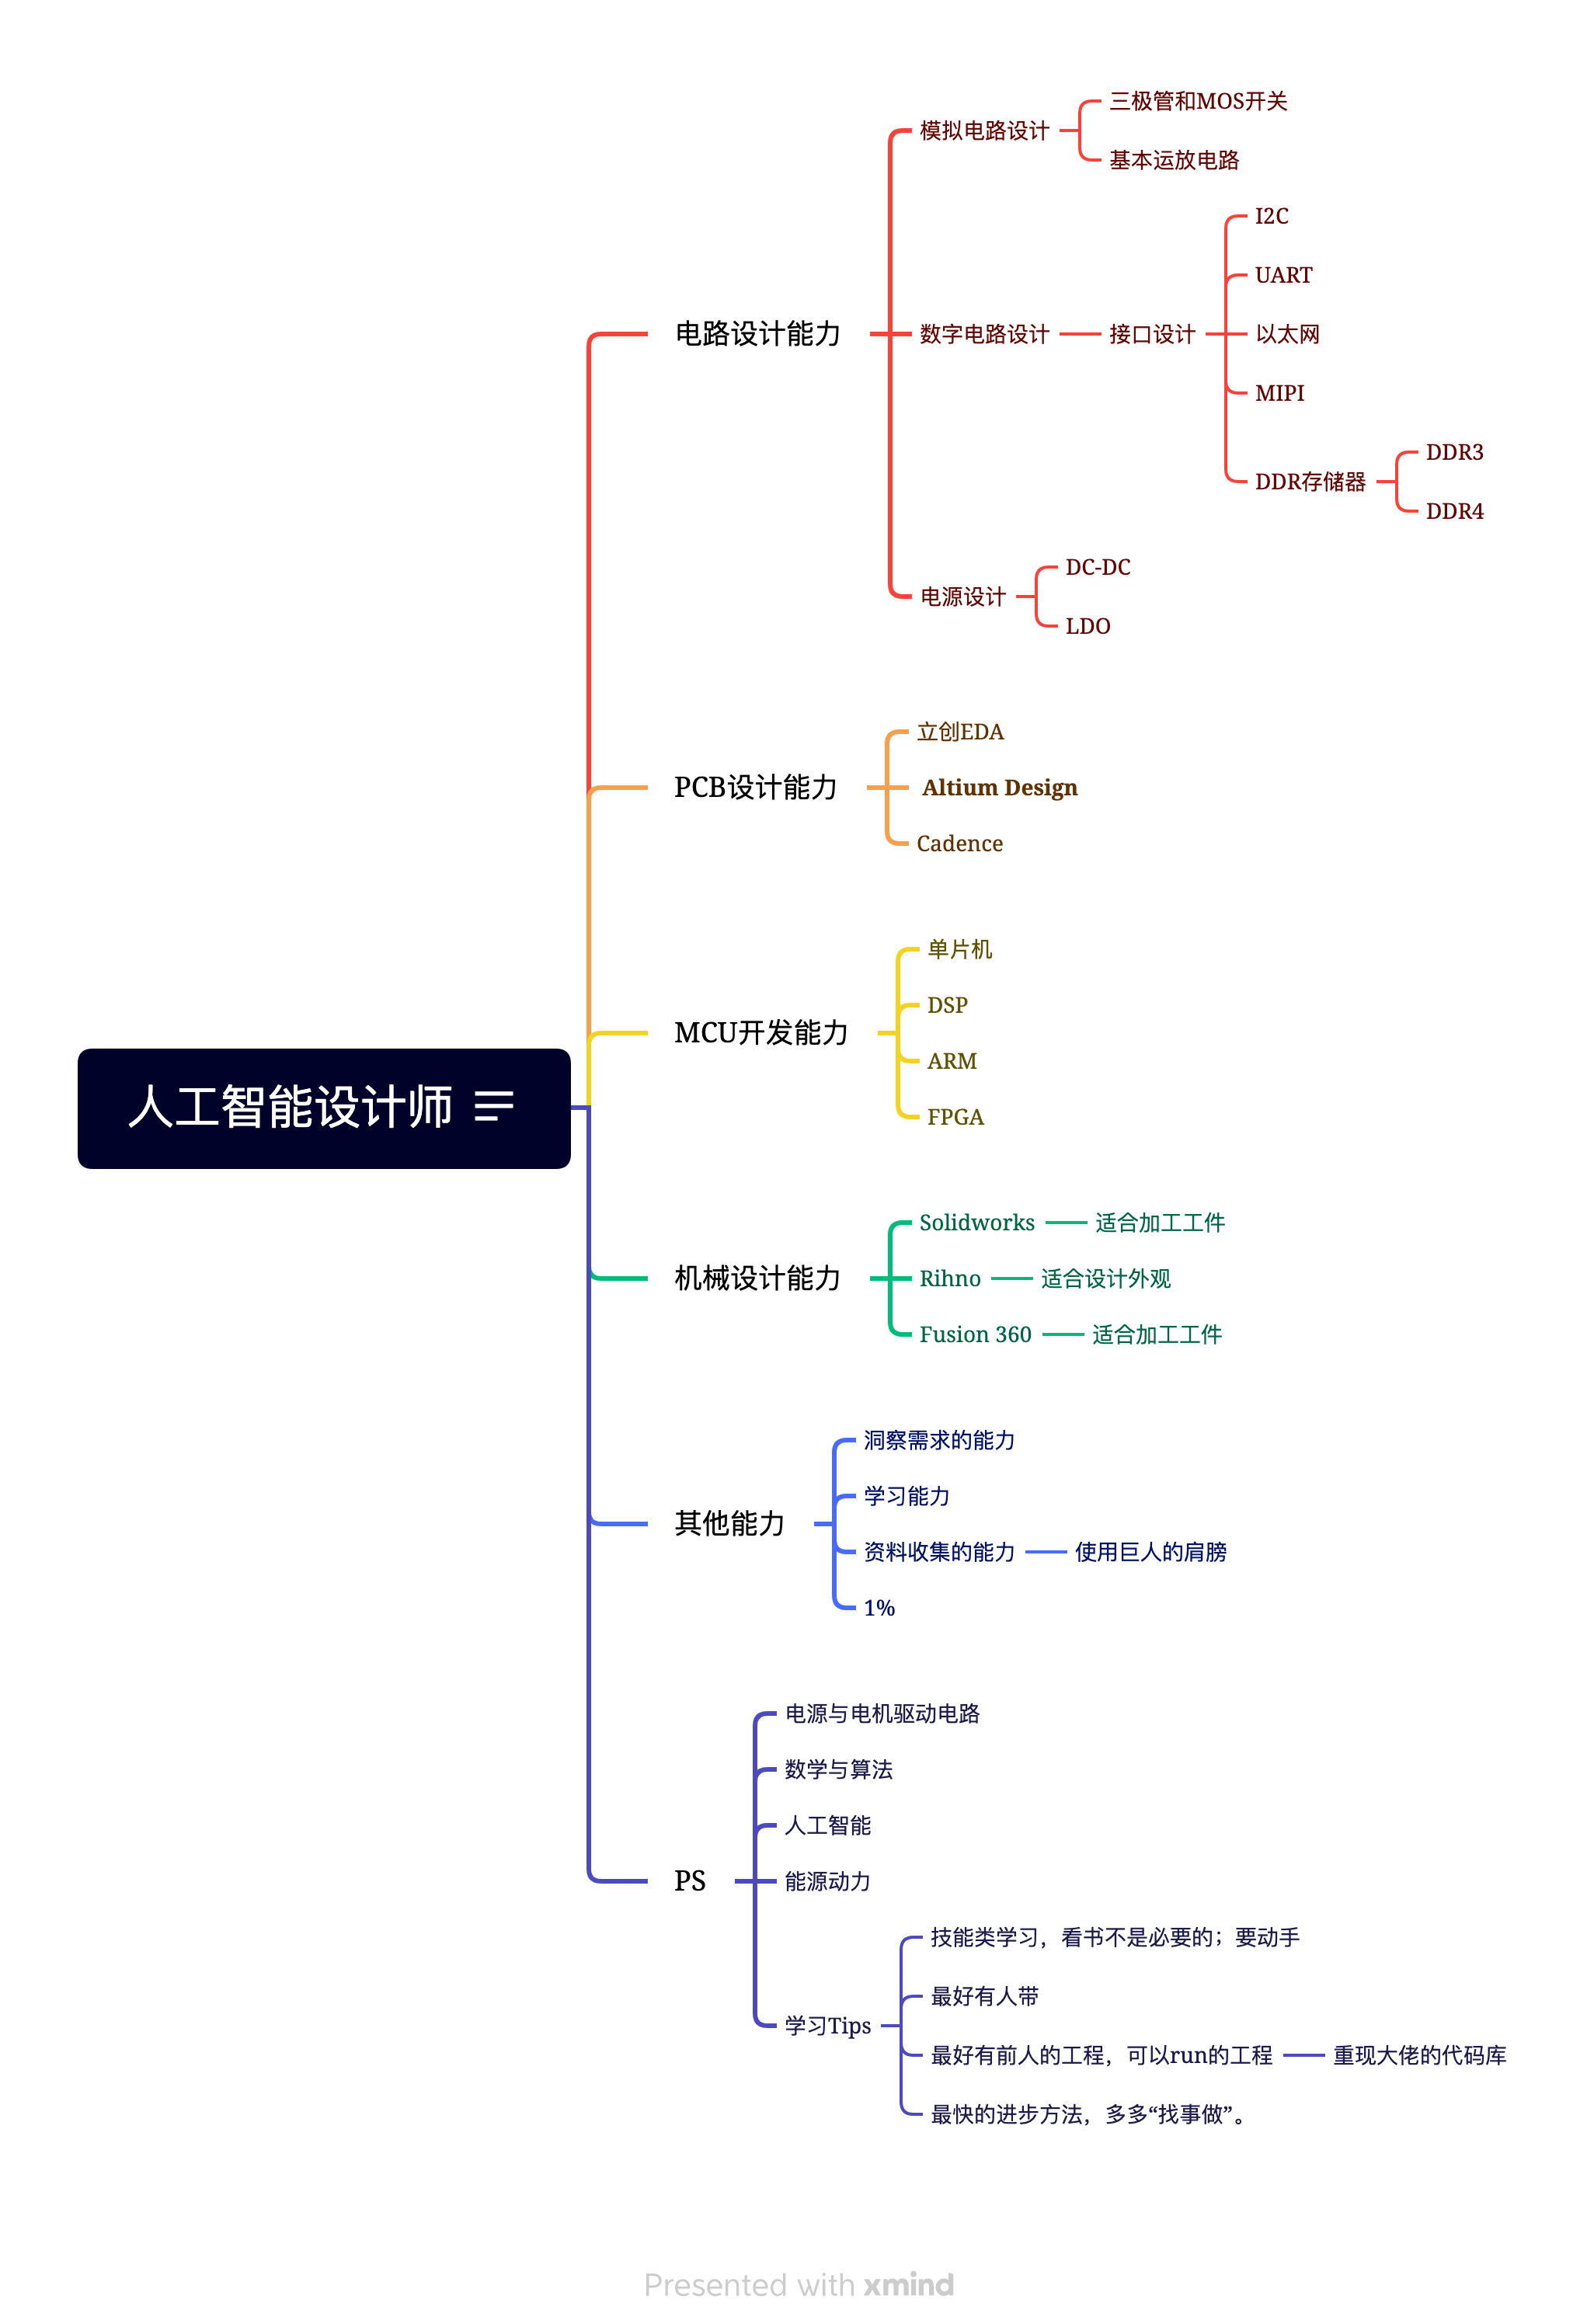 三极管和MOS开关
模拟电路设计
基本运放电路
I2C
UART
电路设计能力
数字电路设计
接口设计
以太网
MIPI
DDR3
DDR存储器
DDR4
DC-DC
电源设计
LDO
立创EDA
PCB设计能力
Altium Design
Cadence
单片机
DSP
MCU开发能力
ARM
人工智能设计师
FPGA
Solidworks
适合加工工件
机械设计能力
Rihno
适合设计外观
Fusion 360
适合加工工件
洞察需求的能力
学习能力
其他能力
资料收集的能力
使用巨人的肩膀
1%
电源与电机驱动电路
数学与算法
人工智能
PS
能源动力
技能类学习，看书不是必要的；要动手
最好有人带
学习Tips
最好有前人的工程，可以run的工程
重现大佬的代码库
最快的进步方法，多多“找事做”。
Presented with xmind